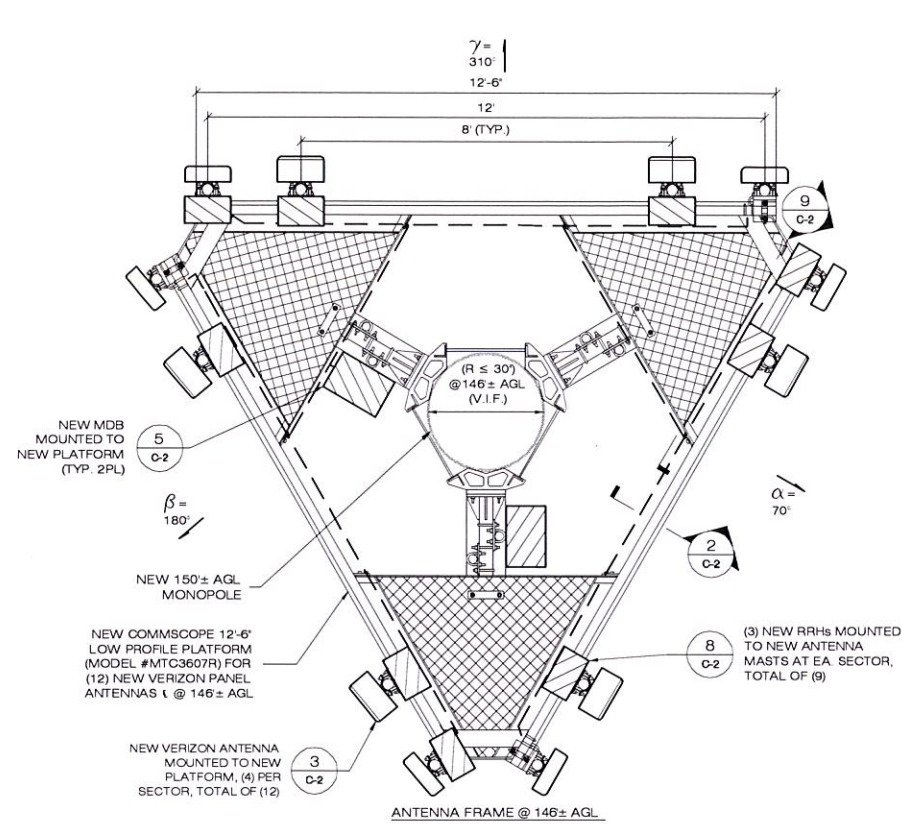 γ=
310°
12'-6"
12'
8' (TYP.)
9
C-2
(R ≤ 30")
@146'± AGL
(V.I.F.)
NEW MDB
MOUNTED TO
NEW PLATFORM
(TYP. 2PL)
5
C-2
β=
180°
α=
70°
2
C-2
NEW 150'± AGL
MONOPOLE
NEW COMMSCOPE 12'-6"
LOW PROFILE PLATFORM
(MODEL #MTC3607R) FOR
(12) NEW VERIZON PANEL
ANTENNAS ℄ @ 146'± AGL
8
C-2
(3) NEW RRHs MOUNTED
TO NEW ANTENNA
MASTS AT EA. SECTOR,
TOTAL OF (9)
NEW VERIZON ANTENNA
MOUNTED TO NEW
PLATFORM, (4) PER
SECTOR, TOTAL OF (12)
3
C-2
ANTENNA FRAME @ 146'± AGL